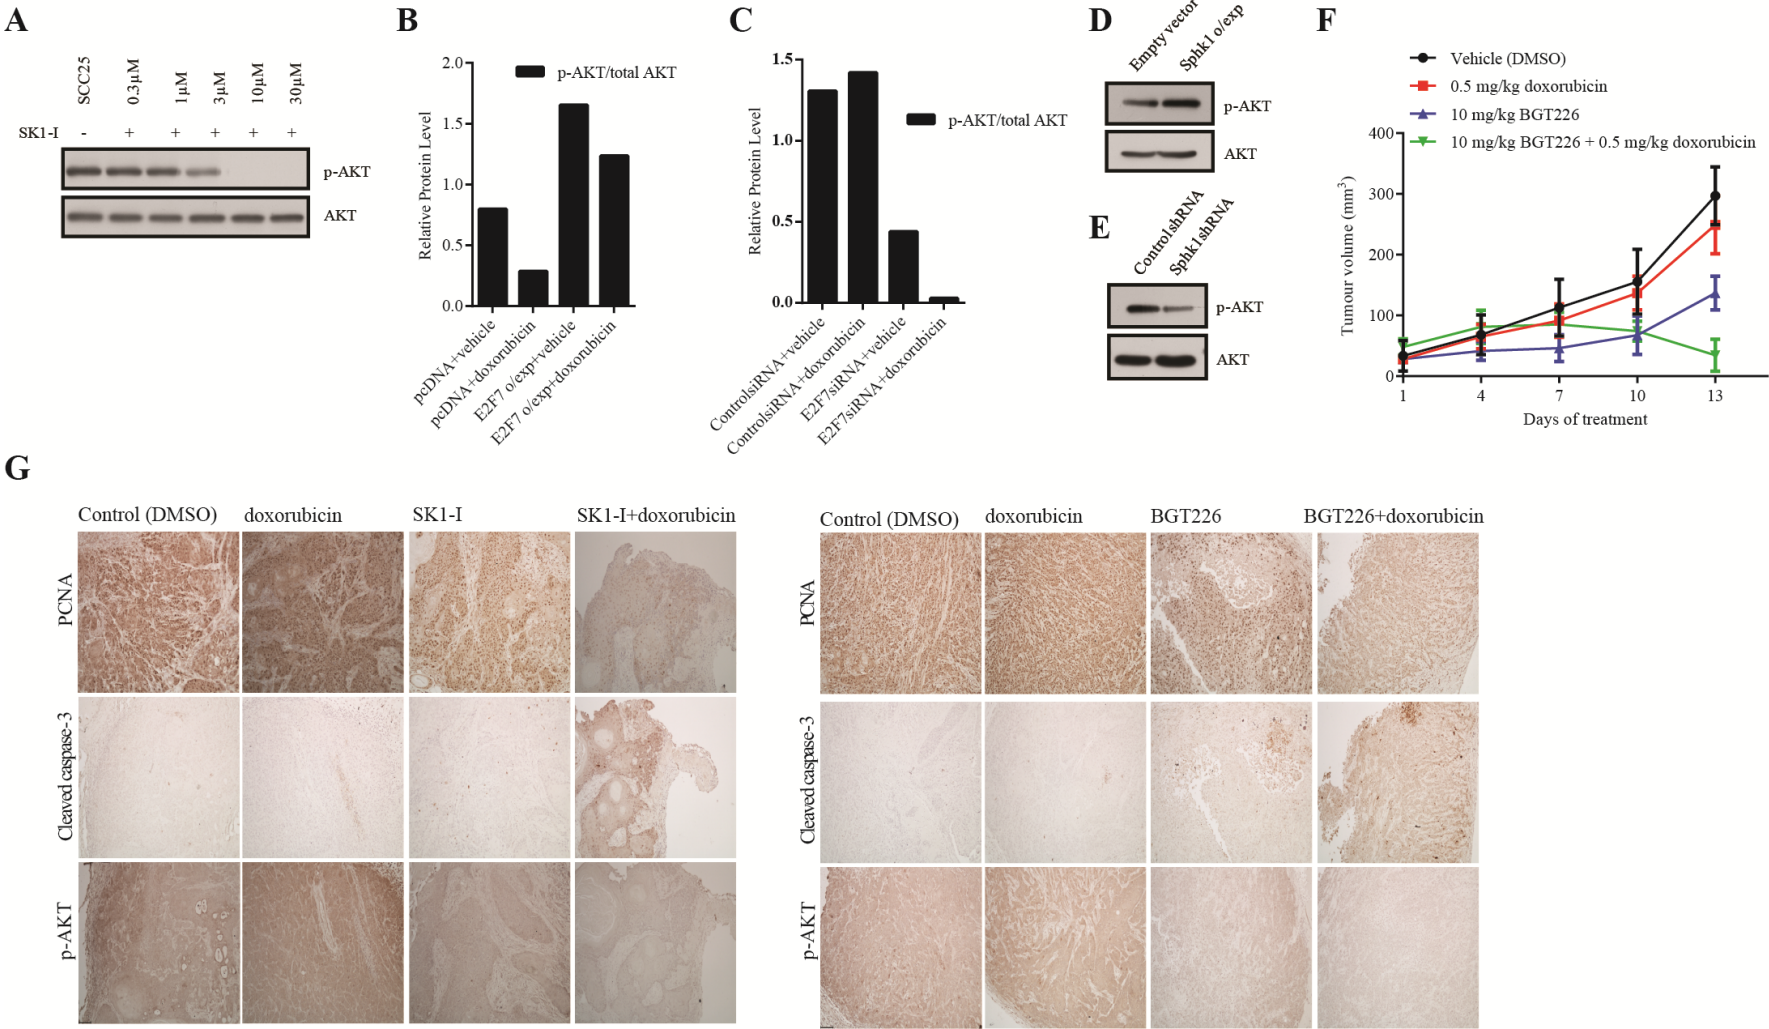 A
SCC25
0.3µM
1µM
3µM
10µM
30µM
SK1-I - + + + + +
p-AKT
AKT
B
p-AKT/total AKT
Relative Protein Level
2.0
1.5
1.0
0.5
0.0
pcDNA+vehicle
pcDNA+doxorubicin
E2F7 o/exp+vehicle
E2F7 o/exp+doxorubicin
C
p-AKT/total AKT
Relative Protein Level
1.5
1.0
0.5
0.0
ControlsiRNA+vehicle
ControlsiRNA+doxorubicin
E2F7siRNA+vehicle
E2F7siRNA+doxorubicin
D
Empty vector
Sphk1 o/exp
p-AKT
AKT
E
ControlshRNA
Sphk1shRNA
p-AKT
AKT
F
Vehicle (DMSO)
0.5 mg/kg doxorubicin
10 mg/kg BGT226
10 mg/kg BGT226 + 0.5 mg/kg doxorubicin
Tumour volume (mm3)
400
300
200
100
0
1 4 7 10 13
Days of treatment
G
Control (DMSO) doxorubicin SK1-I SK1-I+doxorubicin
PCNA
Cleaved caspase-3
p-AKT
Control (DMSO) doxorubicin BGT226 BGT226+doxorubicin
PCNA
Cleaved caspase-3
p-AKT